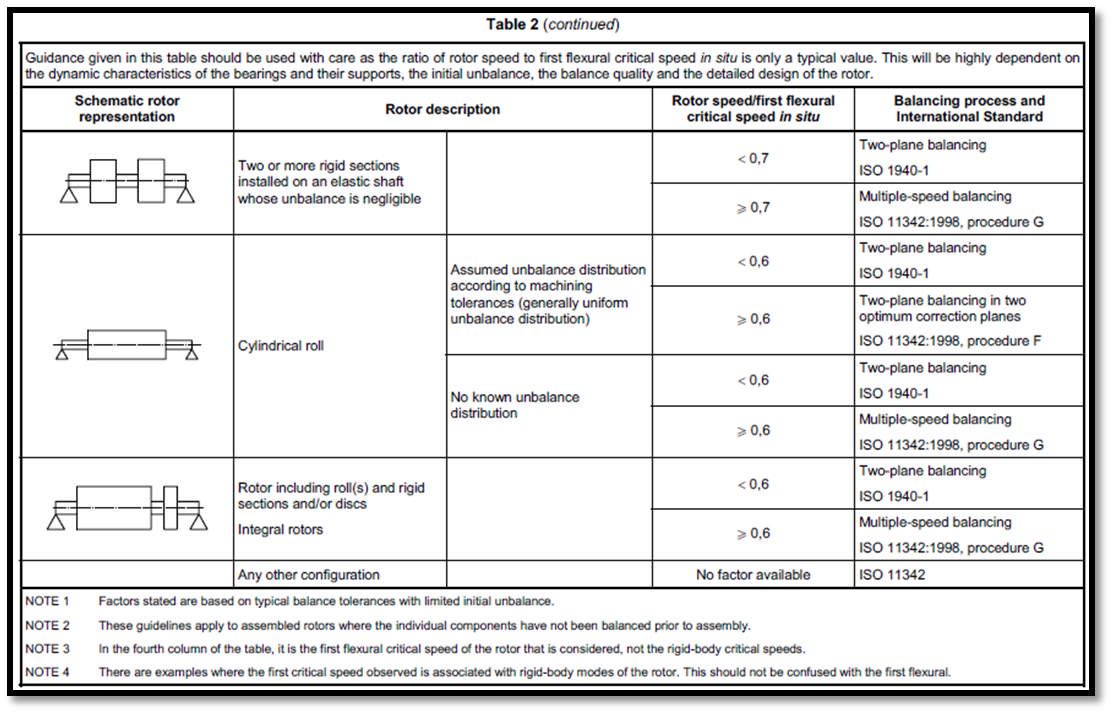 Table 2 (continued)
Guidance given in this table should be used with care as the ratio of rotor speed to first flexural critical speed in situ is only a typical value. This will be highly dependent on
the dynamic characteristics of the bearings and their supports, the initial unbalance, the balance quality and the detailed design of the rotor.
Schematic rotor
representation
Rotor description
Rotor speed/first flexural
critical speed in situ
Balancing process and
International Standard
Two or more rigid sections
installed on an elastic shaft
whose unbalance is negligible
< 0,7
Two-plane balancing
ISO 1940-1
⩾ 0,7
Multiple-speed balancing
ISO 11342:1998, procedure G
Cylindrical roll
Assumed unbalance distribution
according to machining
tolerances (generally uniform
unbalance distribution)
< 0,6
Two-plane balancing
ISO 1940-1
⩾ 0,6
Two-plane balancing in two
optimum correction planes
ISO 11342:1998, procedure F
No known unbalance
distribution
< 0,6
Two-plane balancing
ISO 1940-1
⩾ 0,6
Multiple-speed balancing
ISO 11342:1998, procedure G
Rotor including roll(s) and rigid
sections and/or discs
Integral rotors
< 0,6
Two-plane balancing
ISO 1940-1
⩾ 0,6
Multiple-speed balancing
ISO 11342:1998, procedure G
Any other configuration
No factor available
ISO 11342
NOTE 1 Factors stated are based on typical balance tolerances with limited initial unbalance.
NOTE 2 These guidelines apply to assembled rotors where the individual components have not been balanced prior to assembly.
NOTE 3 In the fourth column of the table, it is the first flexural critical speed of the rotor that is considered, not the rigid-body critical speeds.
NOTE 4 There are examples where the first critical speed observed is associated with rigid-body modes of the rotor. This should not be confused with the first flexural.